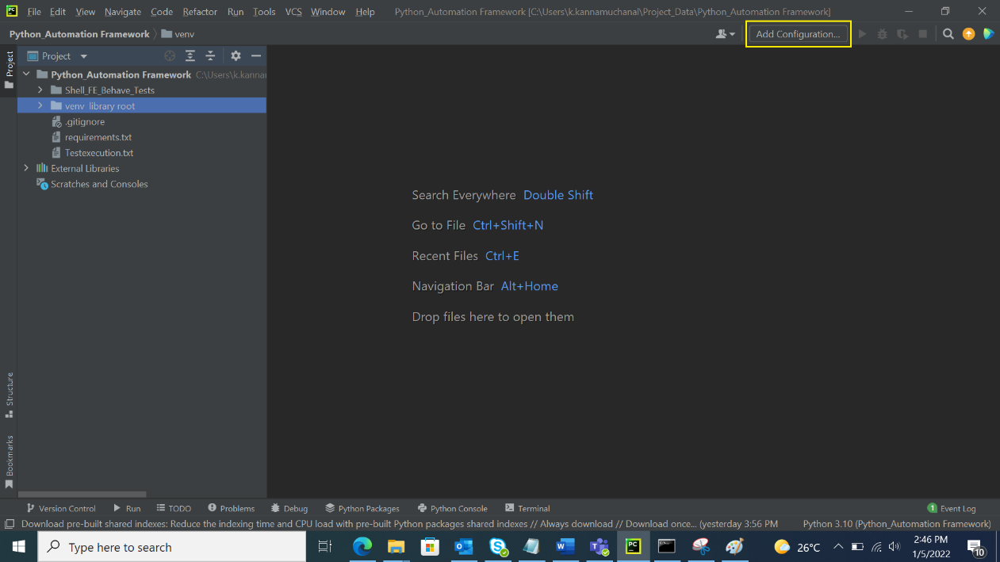 PC File Edit View Navigate Code Refactor Run Tools VCS Window Help Python_Automation Framework [C:\Users\k.kannamuchanal\Project_Data\Python_Automation Framework]
Python_Automation Framework venv Add Configuration...
Project
Project
Python_Automation Framework C:\Users\k.kannar
Shell_FE_Behave_Tests
venv library root
.gitignore
requirements.txt
Testexecution.txt
External Libraries
Scratches and Consoles
Search Everywhere Double Shift
Go to File Ctrl+Shift+N
Recent Files Ctrl+E
Navigation Bar Alt+Home
Drop files here to open them
Structure
Bookmarks
Version Control Run TODO Problems Debug Python Packages Python Console Terminal 1 Event Log
Download pre-built shared indexes: Reduce the indexing time and CPU load with pre-built Python packages shared indexes // Always download // Download once... (yesterday 3:56 PM Python 3.10 (Python_Automation Framework)
Type here to search
PC
26°C
2:46 PM
1/5/2022
10